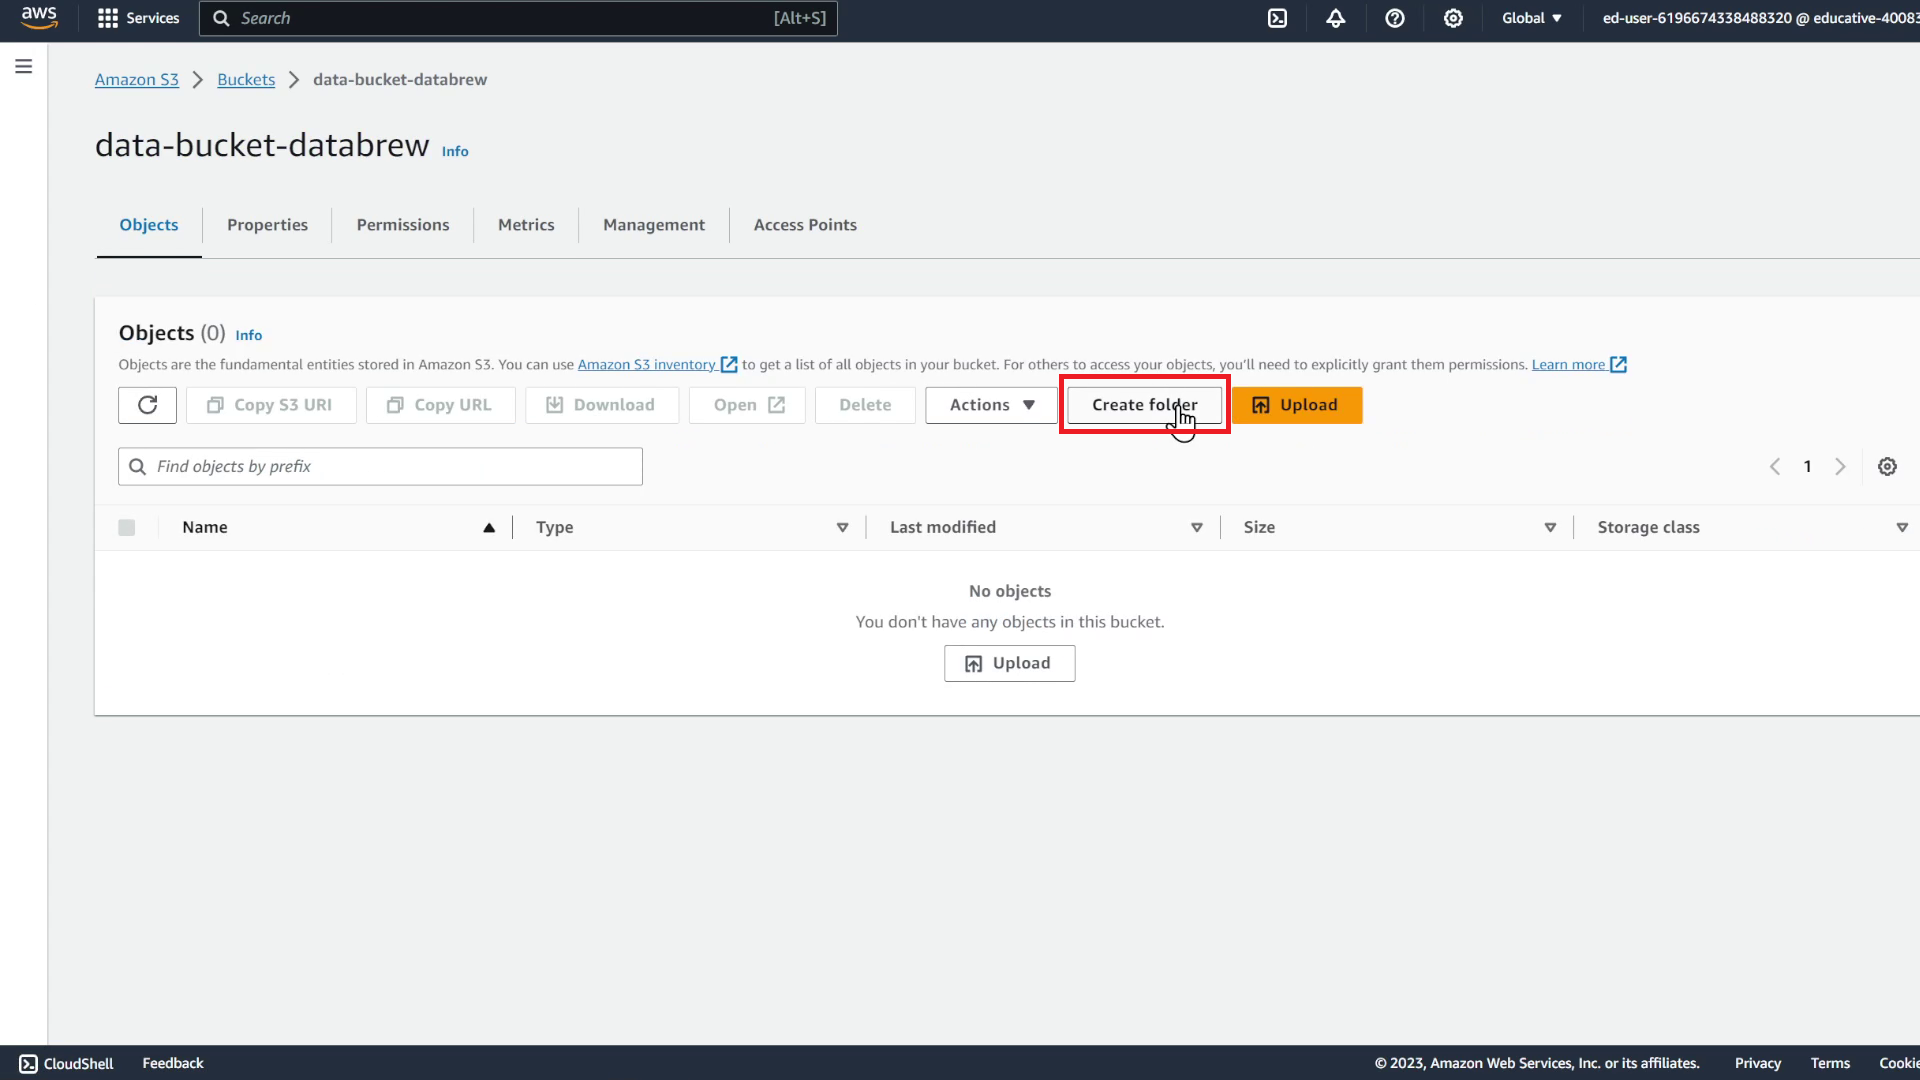 aws Services Search [Alt+S] Global ▼ ed-user-6196674338488320 @ educative-40083
Amazon S3 > Buckets > data-bucket-databrew
data-bucket-databrew Info
Objects Properties Permissions Metrics Management Access Points
Objects (0) Info
Objects are the fundamental entities stored in Amazon S3. You can use Amazon S3 inventory to get a list of all objects in your bucket. For others to access your objects, you'll need to explicitly grant them permissions. Learn more
Copy S3 URI Copy URL Download Open Delete Actions ▼ Create folder Upload
Find objects by prefix < 1 >
Name Type Last modified Size Storage class
No objects
You don't have any objects in this bucket.
Upload
CloudShell Feedback © 2023, Amazon Web Services, Inc. or its affiliates. Privacy Terms Cookie